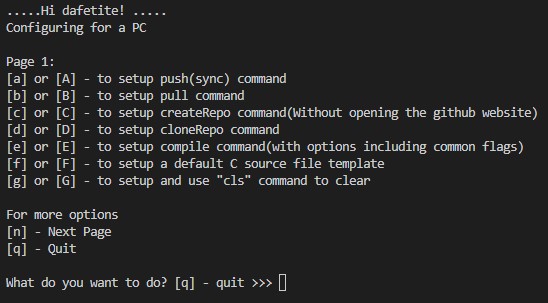 .....Hi dafetite! .....
Configuring for a PC
Page 1:
[a] or [A] - to setup push(sync) command
[b] or [B] - to setup pull command
[c] or [C] - to setup createRepo command(Without opening the github website)
[d] or [D] - to setup cloneRepo command
[e] or [E] - to setup compile command(with options including common flags)
[f] or [F] - to setup a default C source file template
[g] or [G] - to setup and use "cls" command to clear
For more options
[n] - Next Page
[q] - Quit
What do you want to do? [q] - quit >>>